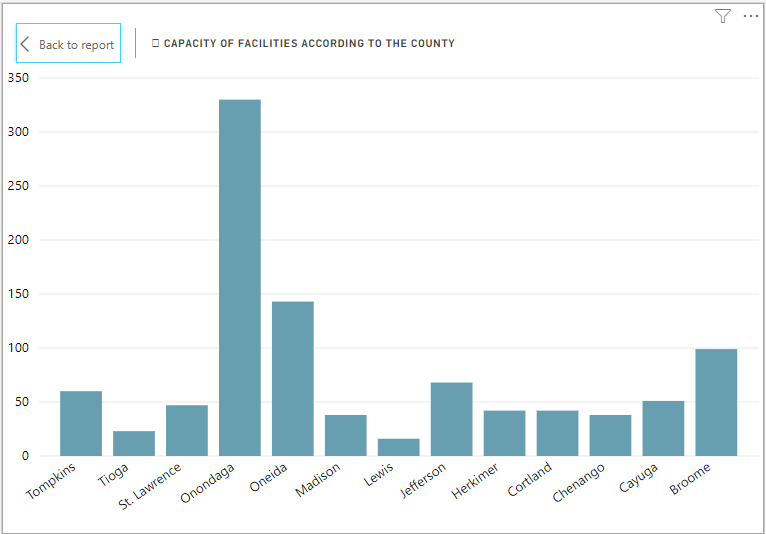 Back to report
CAPACITY OF FACILITIES ACCORDING TO THE COUNTY
350
300
250
200
150
100
50
0
Tompkins
Tioga
St. Lawrence
Onondaga
Oneida
Madison
Lewis
Jefferson
Herkimer
Cortland
Chenango
Cayuga
Broome